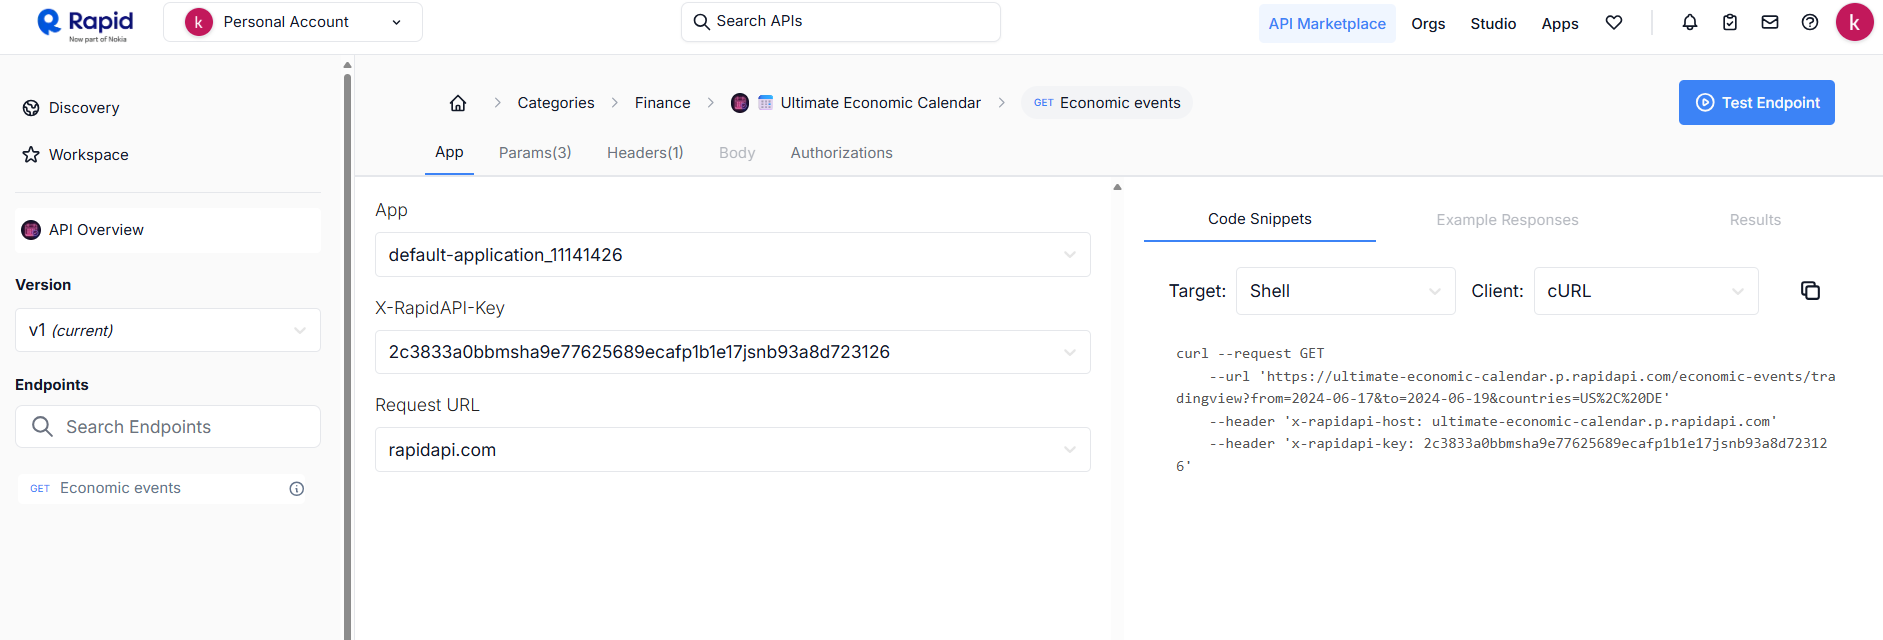 Rapid
Now part of Nokia
k Personal Account
Search APIs
API Marketplace Orgs Studio Apps
k
Discovery
Workspace
API Overview
Version
v1 (current)
Endpoints
Search Endpoints
GET Economic events
Categories Finance Ultimate Economic Calendar GET Economic events
Test Endpoint
App Params(3) Headers(1) Body Authorizations
App
default-application_11141426
X-RapidAPI-Key
2c3833a0bbmsha9e77625689ecafp1b1e17jsnb93a8d723126
Request URL
rapidapi.com
Code Snippets Example Responses Results
Target: Shell Client: cURL
curl --request GET
--url 'https://ultimate-economic-calendar.p.rapidapi.com/economic-events/tra
dingview?from=2024-06-17&to=2024-06-19&countries=US%2C%20DE'
--header 'x-rapidapi-host: ultimate-economic-calendar.p.rapidapi.com'
--header 'x-rapidapi-key: 2c3833a0bbmsha9e77625689ecafp1b1e17jsnb93a8d72312
6'